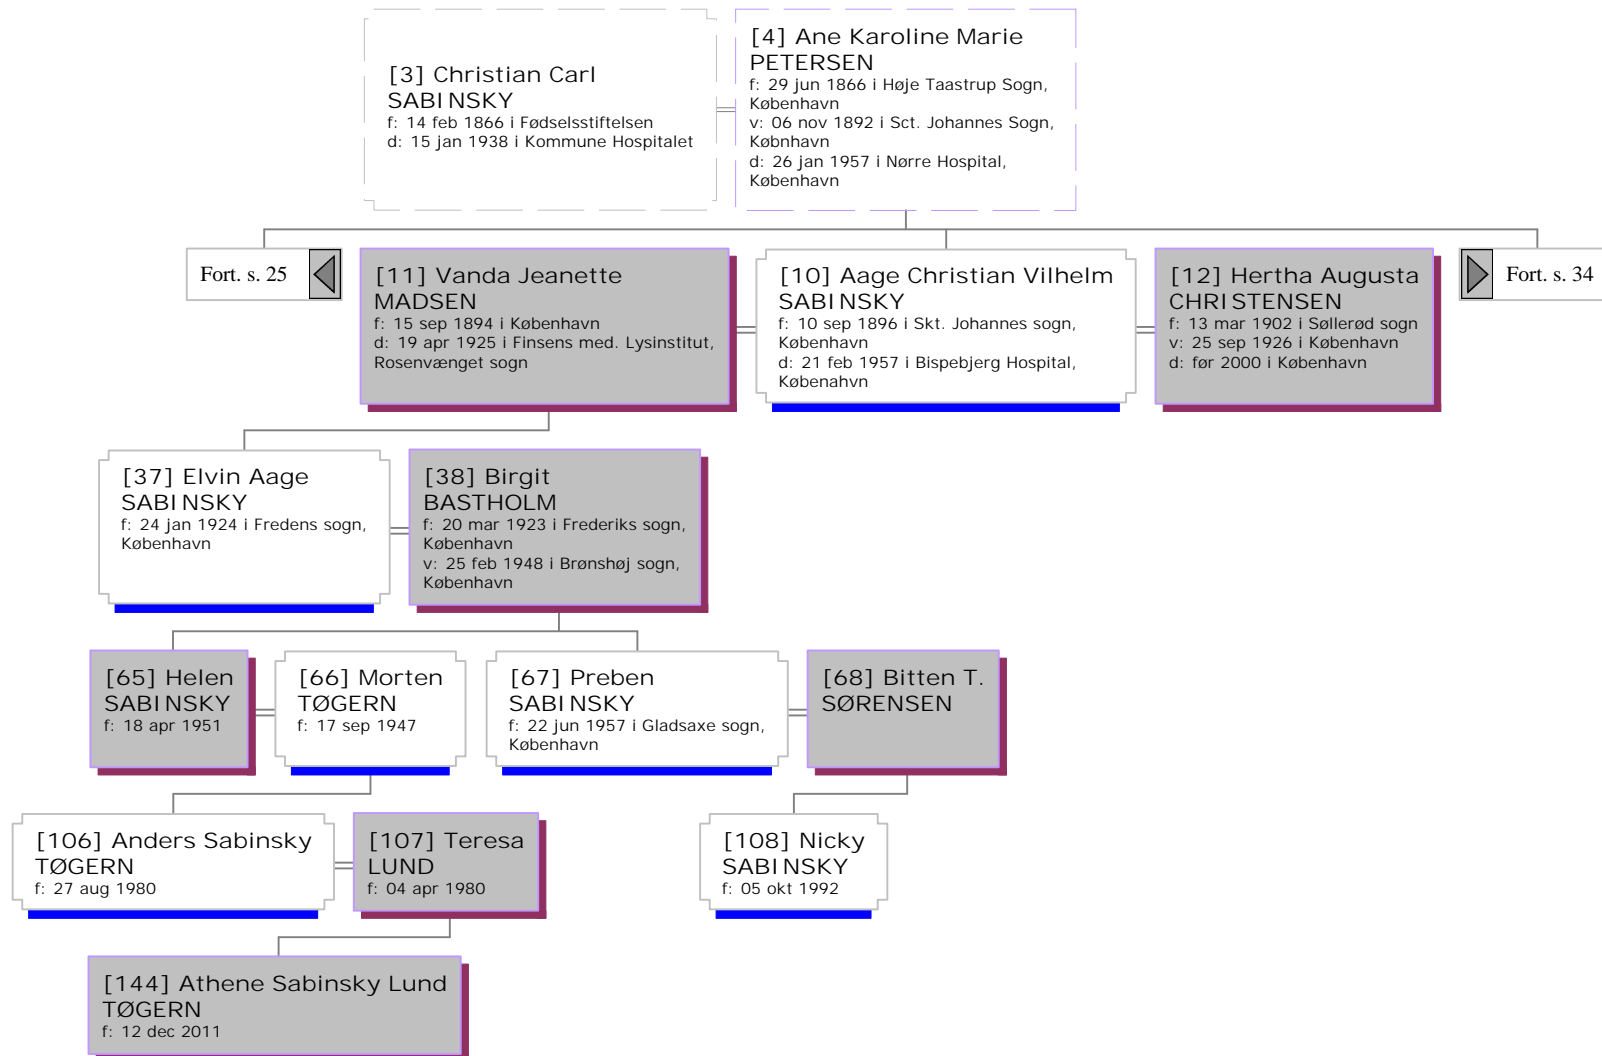 [3] Christian Carl
SABINSKY
f: 14 feb 1866 i Fødselsstiftelsen
d: 15 jan 1938 i Kommune Hospitalet
[4] Ane Karoline Marie
PETERSEN
f: 29 jun 1866 i Høje Taastrup Sogn,
København
v: 06 nov 1892 i Sct. Johannes Sogn,
Købnhavn
d: 26 jan 1957 i Nørre Hospital,
København
Fort. s. 25
[11] Vanda Jeanette
MADSEN
f: 15 sep 1894 i København
d: 19 apr 1925 i Finsens med. Lysinstitut,
Rosenvænget sogn
[10] Aage Christian Vilhelm
SABINSKY
f: 10 sep 1896 i Skt. Johannes sogn,
København
d: 21 feb 1957 i Bispebjerg Hospital,
Købenahvn
[12] Hertha Augusta
CHRISTENSEN
f: 13 mar 1902 i Søllerød sogn
v: 25 sep 1926 i København
d: før 2000 i København
Fort. s. 34
[37] Elvin Aage
SABINSKY
f: 24 jan 1924 i Fredens sogn,
København
[38] Birgit
BASTHOLM
f: 20 mar 1923 i Frederiks sogn,
København
v: 25 feb 1948 i Brønshøj sogn,
København
[65] Helen
SABINSKY
f: 18 apr 1951
[66] Morten
TØGERN
f: 17 sep 1947
[67] Preben
SABINSKY
f: 22 jun 1957 i Gladsaxe sogn,
København
[68] Bitten T.
SØRENSEN
[106] Anders Sabinsky
TØGERN
f: 27 aug 1980
[107] Teresa
LUND
f: 04 apr 1980
[108] Nicky
SABINSKY
f: 05 okt 1992
[144] Athene Sabinsky Lund
TØGERN
f: 12 dec 2011